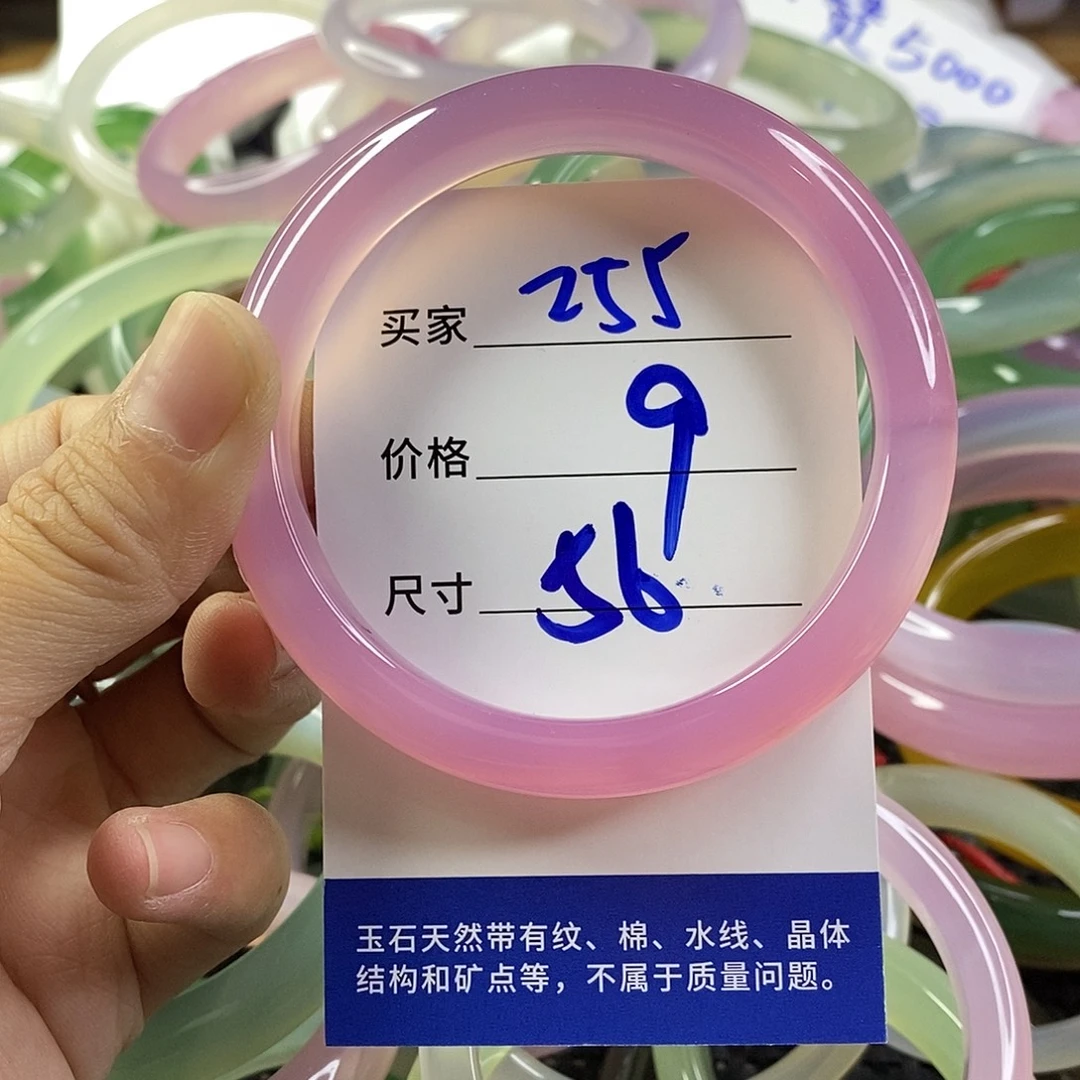 5000
买家 255
价格 9
尺寸 56
玉石天然带有纹、棉、水线、晶体
结构和矿点等，不属于质量问题。